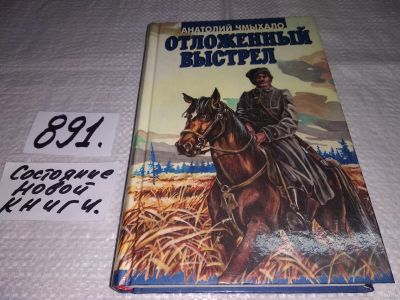 АНАТОЛИЙ ЧМЫХАЛО
ОТЛОЖЕННЫЙ
ВЫСТРЕЛ
891.
Состояние
новой
книги.